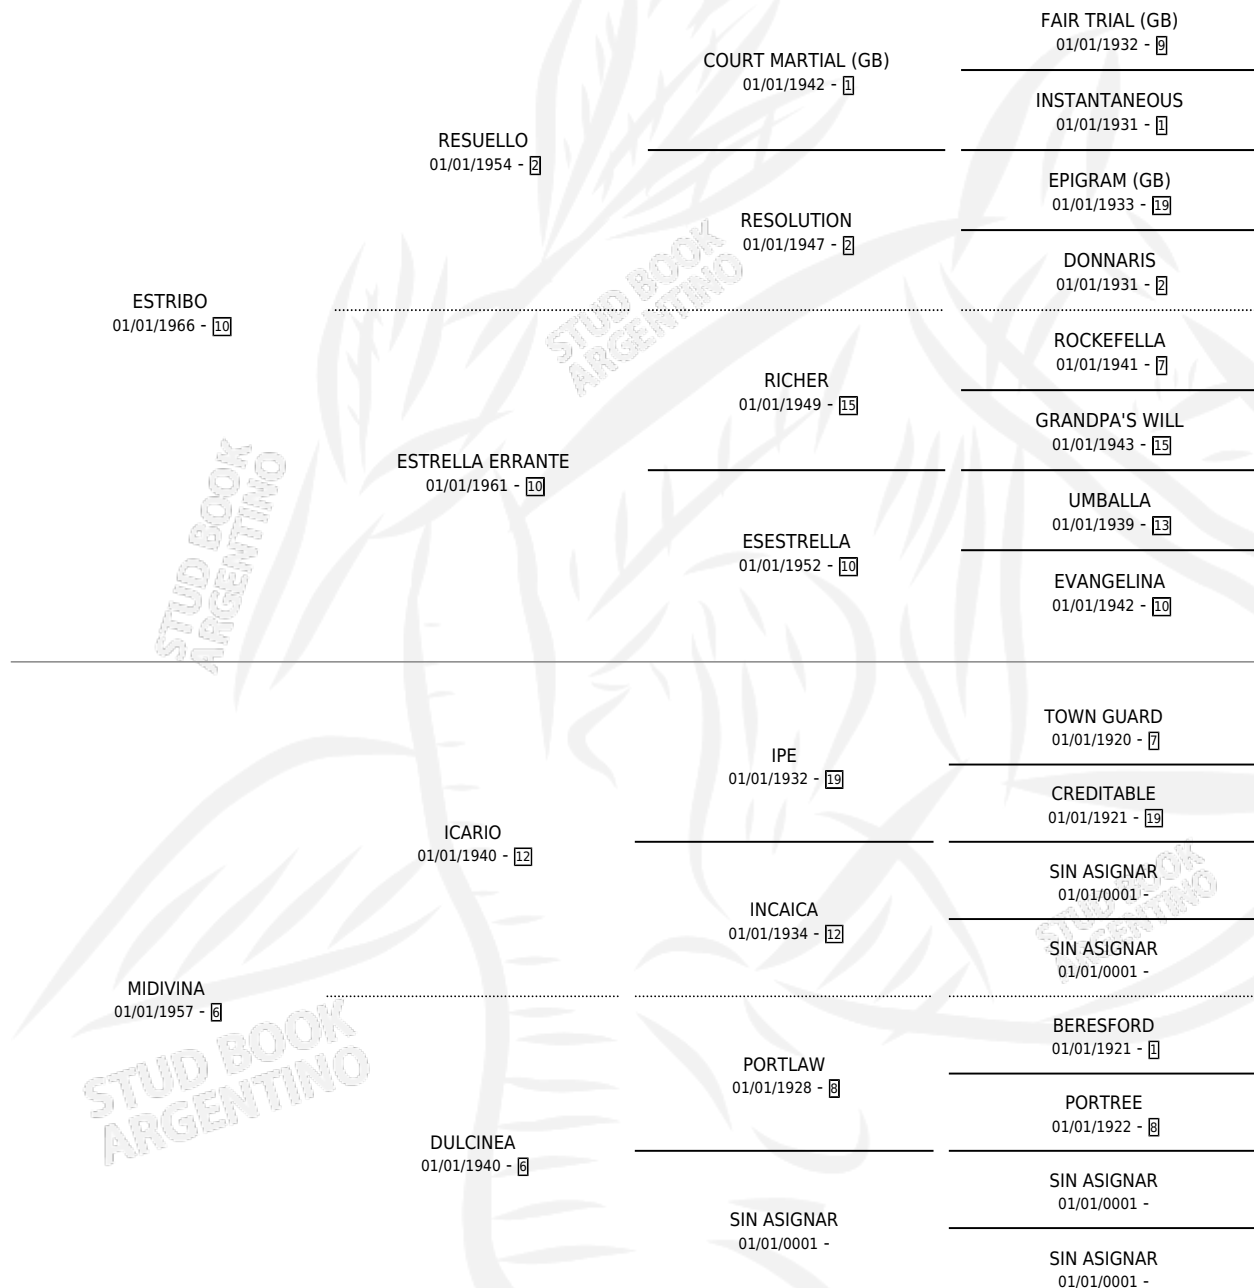 FAIR TRIAL (GB)
01/01/1932 - 9
COURT MARTIAL (GB)
01/01/1942 - 1
INSTANTANEOUS
01/01/1931 - 1
RESUELLO
01/01/1954 - 2
EPIGRAM (GB)
01/01/1933 - 19
RESOLUTION
01/01/1947 - 2
DONNARIS
01/01/1931 - 2
ESTRIBO
01/01/1966 - 10
ROCKEFELLA
01/01/1941 - 7
RICHER
01/01/1949 - 15
GRANDPA'S WILL
01/01/1943 - 15
ESTRELLA ERRANTE
01/01/1961 - 10
UMBALLA
01/01/1939 - 13
ESESTRELLA
01/01/1952 - 10
EVANGELINA
01/01/1942 - 10
STUD BOOK
ARGENTINO
STUD BOOK
ARGENTINO
TOWN GUARD
01/01/1920 - 7
IPE
01/01/1932 - 19
CREDITABLE
01/01/1921 - 19
ICARIO
01/01/1940 - 12
SIN ASIGNAR
01/01/0001 -
INCAICA
01/01/1934 - 12
SIN ASIGNAR
01/01/0001 -
STUD BOOK
ARGENTINO
MIDIVINA
01/01/1957 - 6
BERESFORD
01/01/1921 - 1
PORTLAW
01/01/1928 - 8
PORTREE
01/01/1922 - 8
STUD BOOK
ARGENTINO
DULCINEA
01/01/1940 - 6
SIN ASIGNAR
01/01/0001 -
SIN ASIGNAR
01/01/0001 -
SIN ASIGNAR
01/01/0001 -